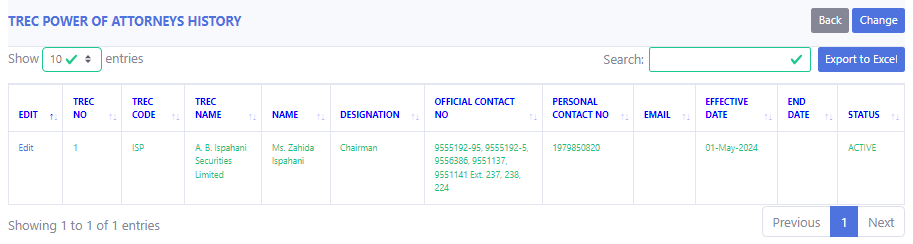 TREC POWER OF ATTORNEYS HISTORY
Back Change
Show 10 entries
Search:
Export to Excel
EDIT TREC NO TREC CODE TREC NAME NAME DESIGNATION OFFICIAL CONTACT NO PERSONAL CONTACT NO EMAIL EFFECTIVE DATE END DATE STATUS
Edit 1 ISP A. B. Ispahani Ms. Zahida Chairman 9555192-95, 9555192-5, 1979850820 01-May-2024 ACTIVE
Securities Ispahani 9556386, 9551137,
Limited 9551141 Ext. 237, 238,
224
Showing 1 to 1 of 1 entries
Previous 1 Next